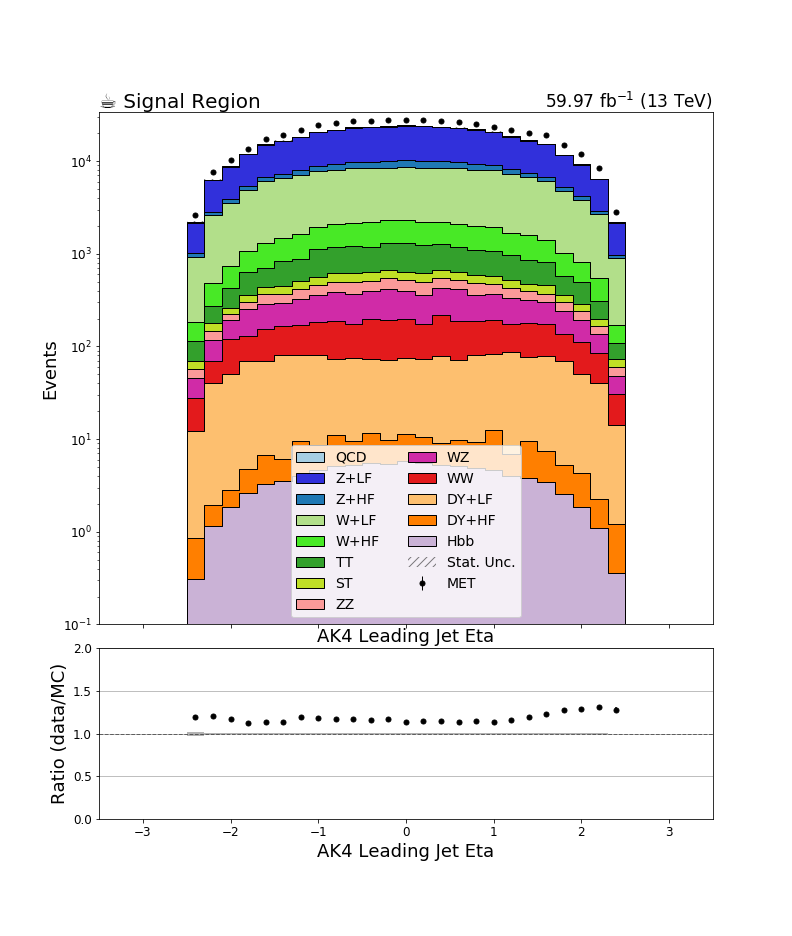 ☕ Signal Region
59.97 fb⁻¹ (13 TeV)
Events
10⁴
10³
10²
10¹
10⁰
10⁻¹
QCD
Z+LF
Z+HF
W+LF
W+HF
TT
ST
ZZ
WZ
WW
DY+LF
DY+HF
Hbb
Stat. Unc.
MET
AK4 Leading Jet Eta
Ratio (data/MC)
2.0
1.5
1.0
0.5
0.0
−3
−2
−1
0
1
2
3
AK4 Leading Jet Eta